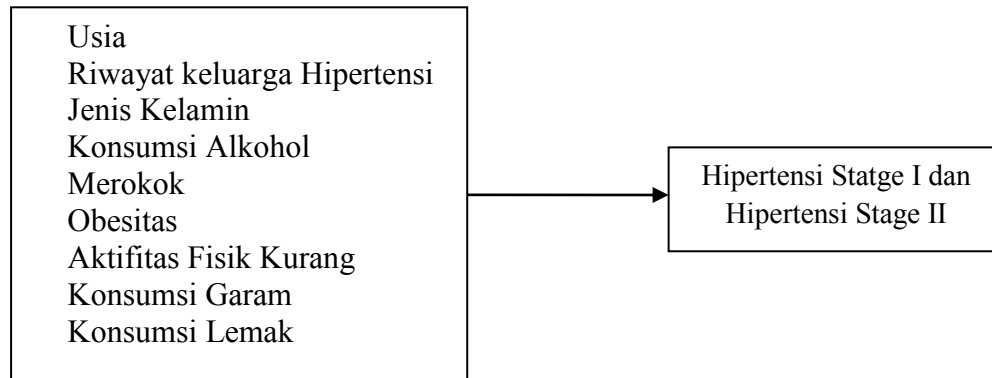 Usia
Riwayat keluarga Hipertensi
Jenis Kelamin
Konsumsi Alkohol
Merokok
Obesitas
Aktifitas Fisik Kurang
Konsumsi Garam
Konsumsi Lemak
Hipertensi Statge I dan
Hipertensi Stage II